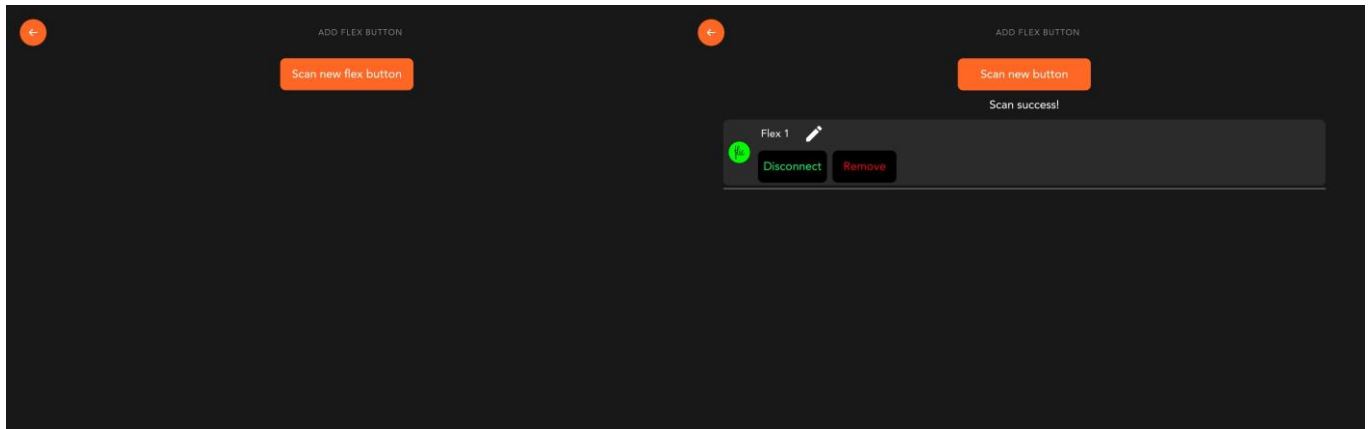 ADD FLEX BUTTON
Scan new flex button
ADD FLEX BUTTON
Scan new button
Scan success!
Flex 1
flic
Disconnect
Remove